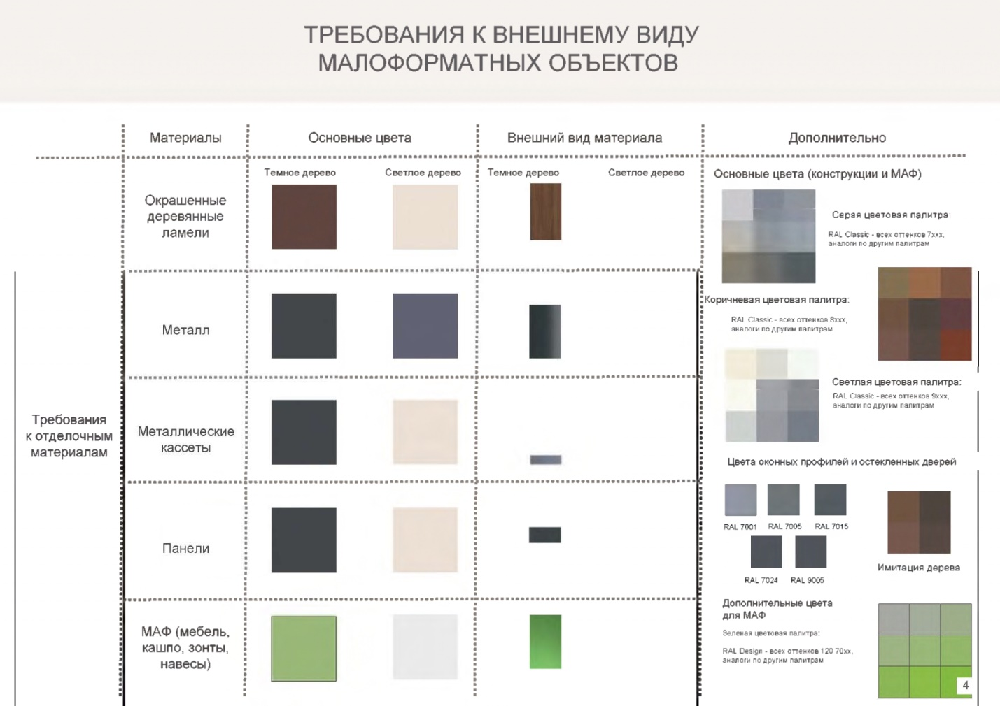 ТРЕБОВАНИЯ К ВНЕШНЕМУ ВИДУ
МАЛОФОРМАТНЫХ ОБЪЕКТОВ
Материалы
Основные цвета
Внешний вид материала
Дополнительно
Требования
к отделочным
материалам
Окрашенные
деревянные
ламели
Темное дерево
Светлое дерево
Темное дерево
Светлое дерево
Металл
Металлические
кассеты
Панели
МАФ (мебель,
кашпо, зонты,
навесы)
Основные цвета (конструкции и МАФ)
Серая цветовая палитра:
RAL Classic - всех оттенков 7xxx,
аналоги по другим палитрам
Коричневая цветовая палитра:
RAL Classic - всех оттенков 8xxx,
аналоги по другим палитрам
Светлая цветовая палитра:
RAL Classic - всех оттенков 9xxx,
аналоги по другим палитрам
Цвета оконных профилей и остекленных дверей
RAL 7001
RAL 7005
RAL 7015
RAL 7024
RAL 9005
Имитация дерева
Дополнительные цвета
для МАФ
Зеленая цветовая палитра:
RAL Design - всех оттенков 120 70xx,
аналоги по другим палитрам
4